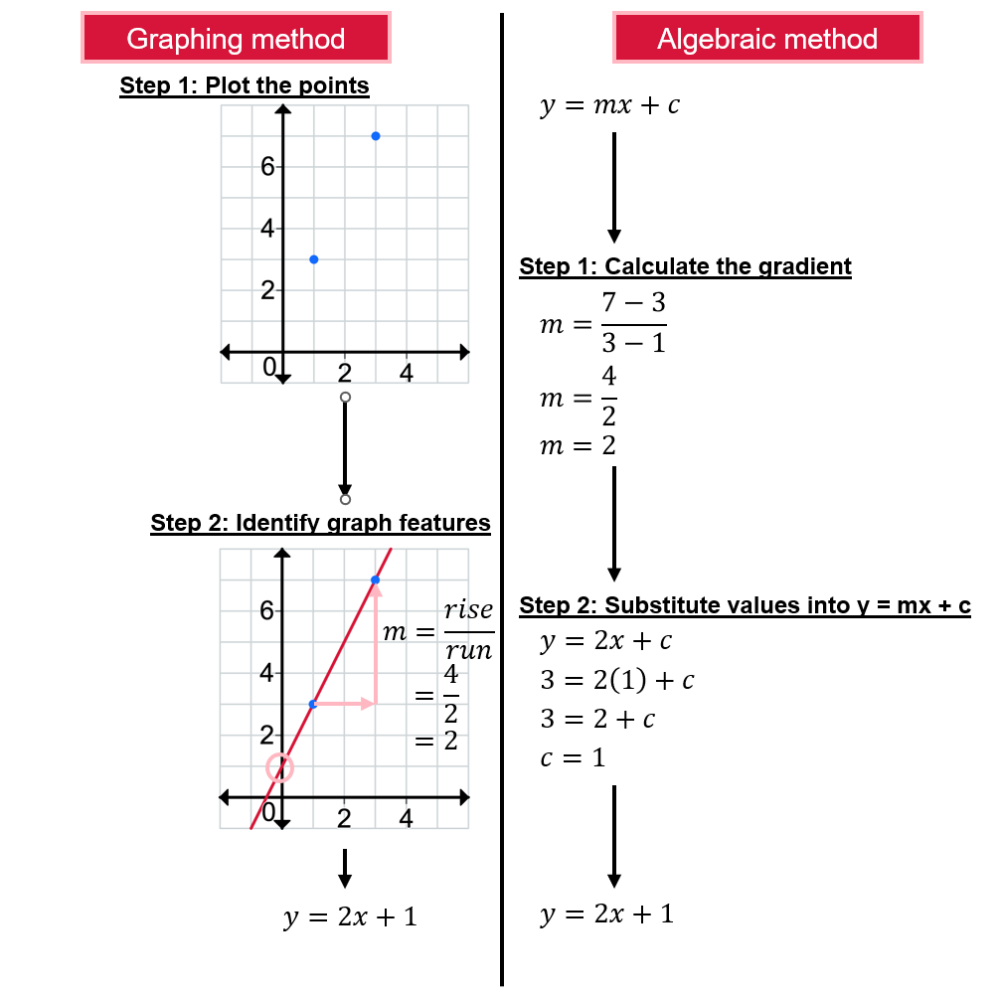 Graphing method
Step 1: Plot the points
6
4
2
0
2
4
Step 2: Identify graph features
6
4
2
0
2
4
m = rise/run
= 4/2
= 2
y = 2x + 1
Algebraic method
y = mx + c
Step 1: Calculate the gradient
m = (7 − 3)/(3 − 1)
m = 4/2
m = 2
Step 2: Substitute values into y = mx + c
y = 2x + c
3 = 2(1) + c
3 = 2 + c
c = 1
y = 2x + 1